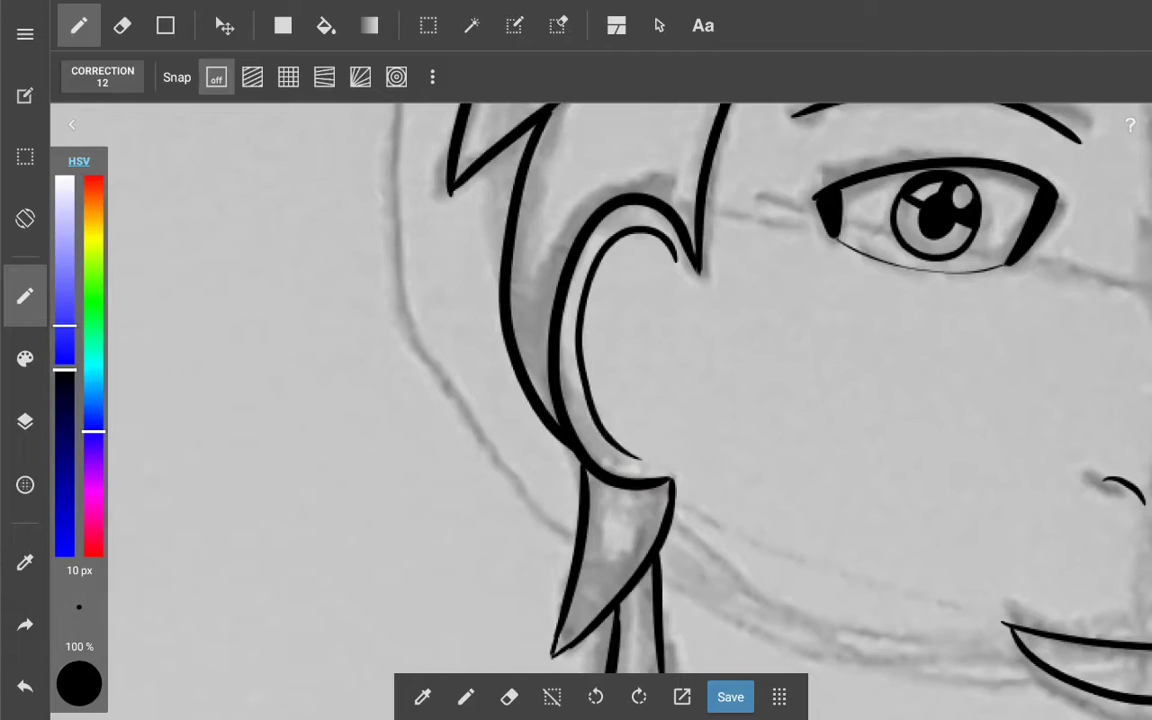 Aa
CORRECTION
12
Snap
off
?
HSV
10 px
100 %
Save